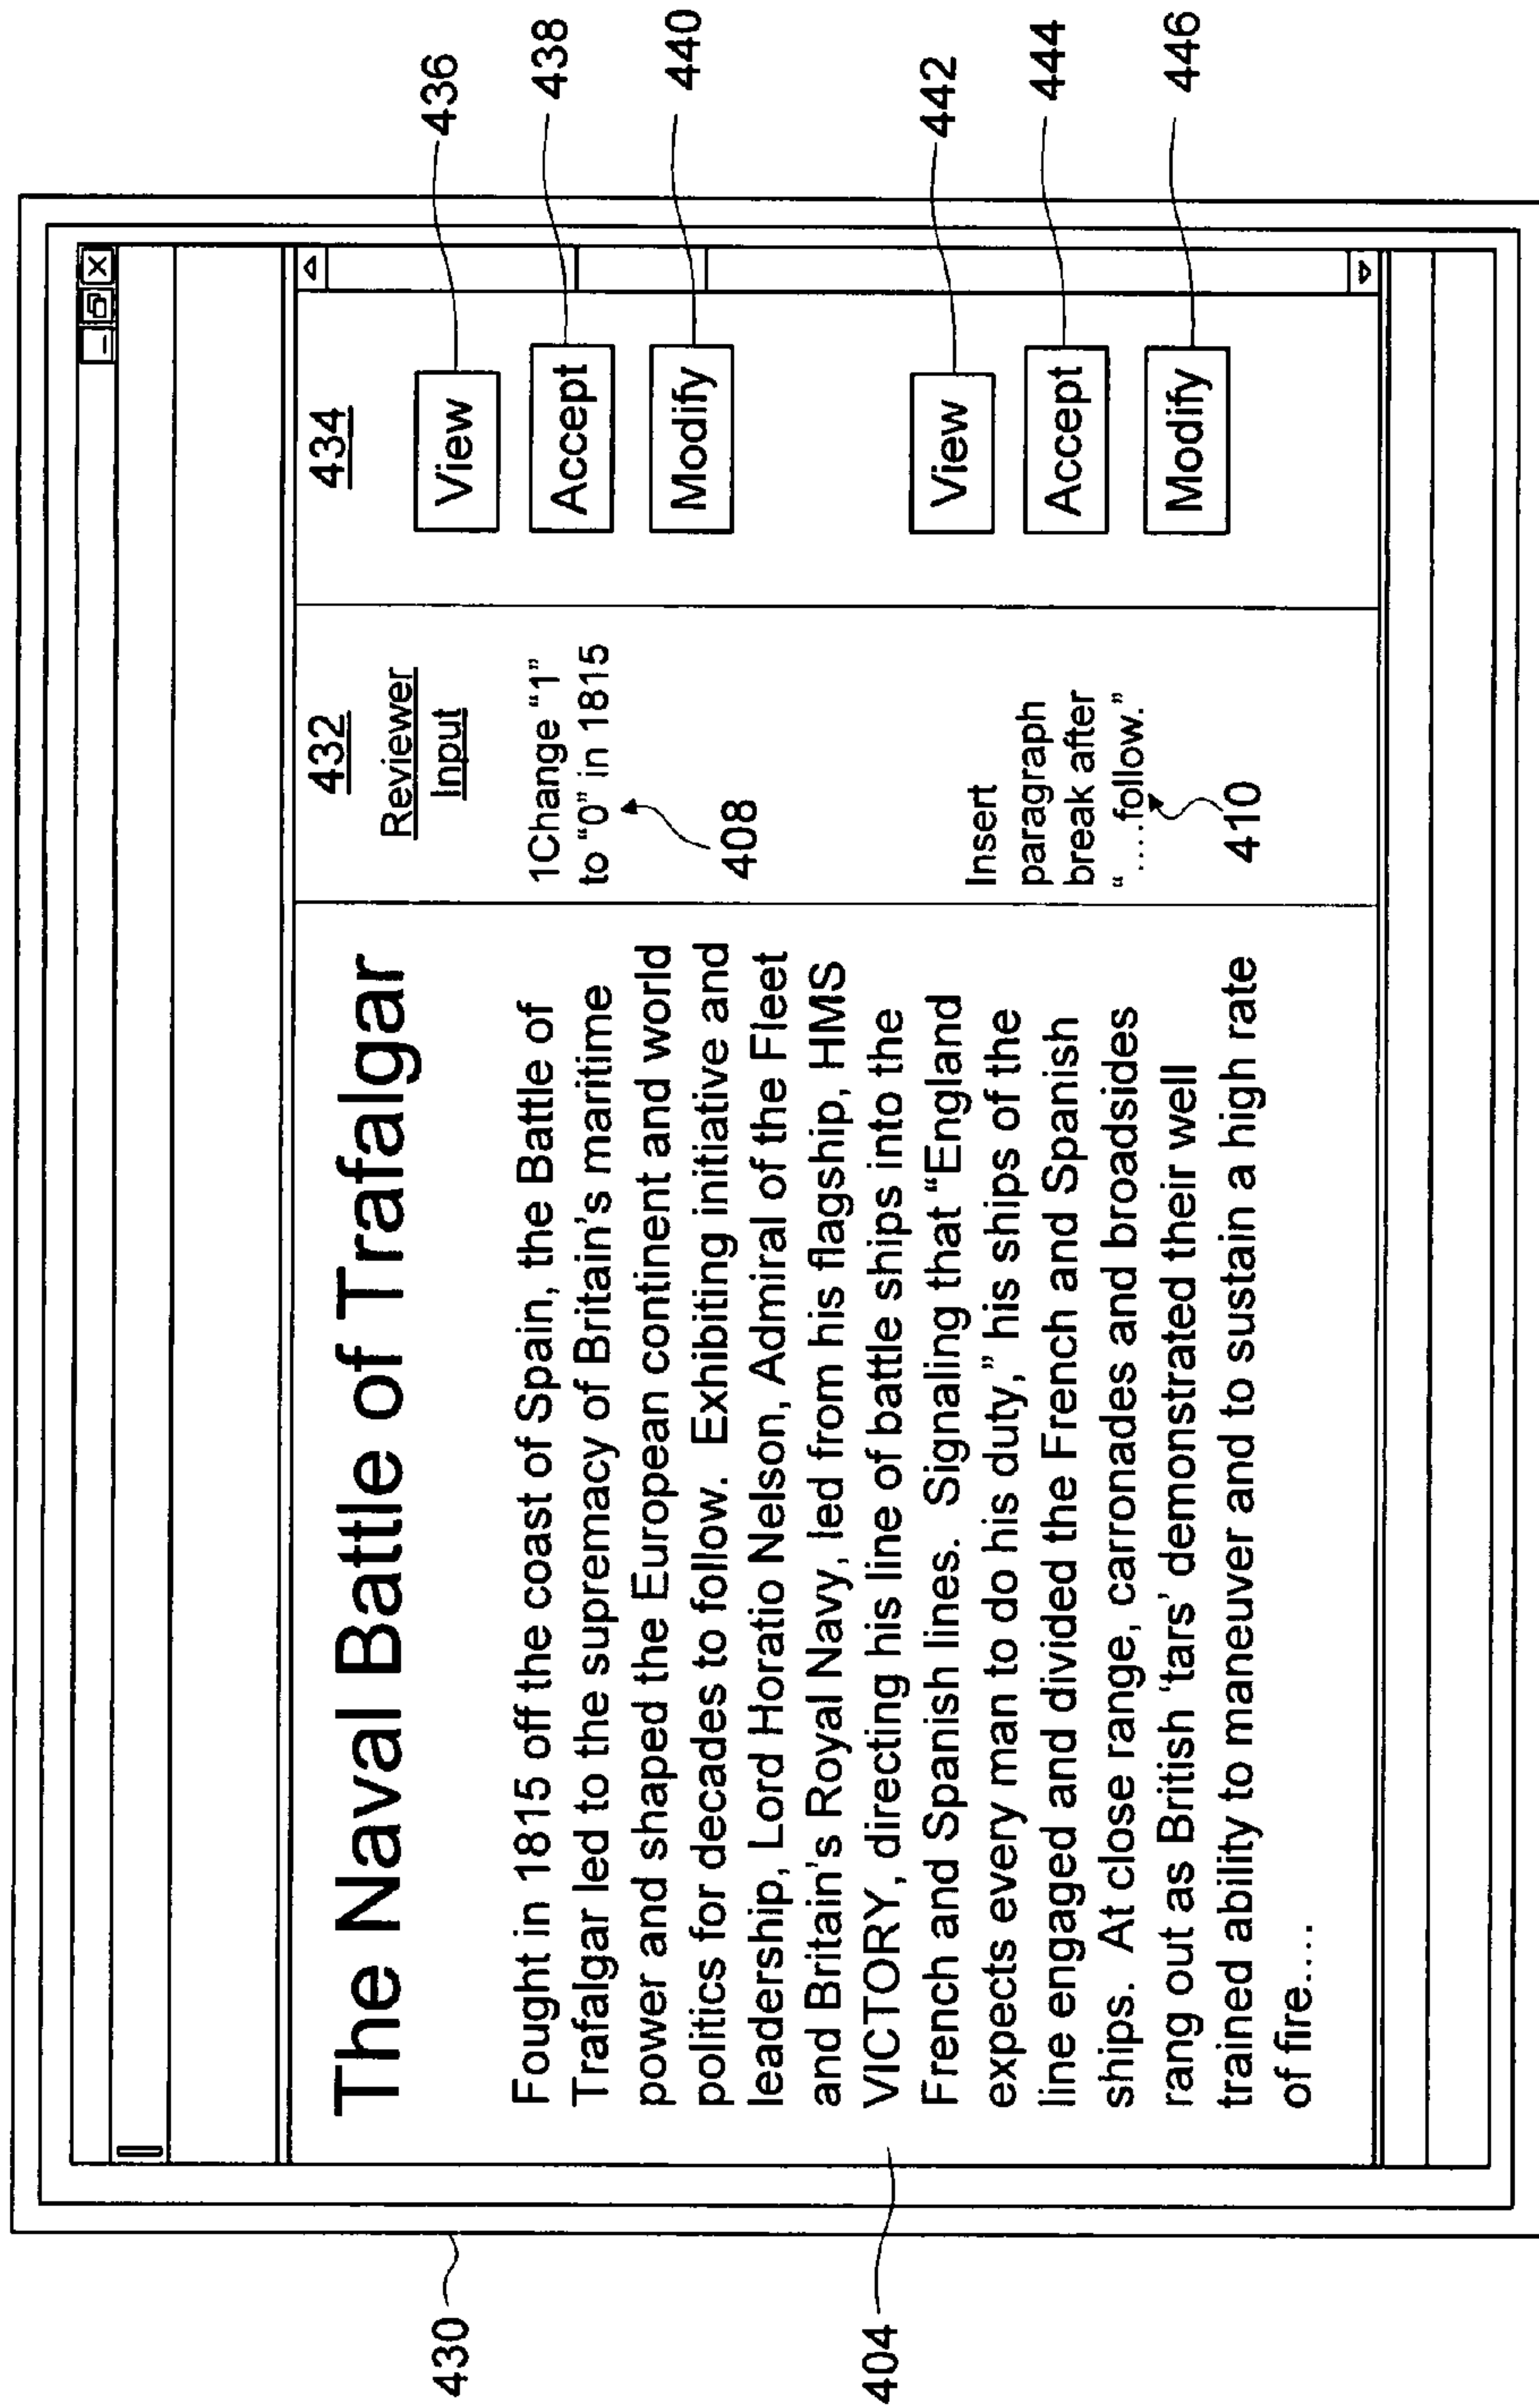 430
404
The Naval Battle of Trafalgar
Fought in 1815 off the coast of Spain, the Battle of
Trafalgar led to the supremacy of Britain's maritime
power and shaped the European continent and world
politics for decades to follow. Exhibiting initiative and
leadership, Lord Horatio Nelson, Admiral of the Fleet
and Britain's Royal Navy, led from his flagship, HMS
VICTORY, directing his line of battle ships into the
French and Spanish lines. Signaling that “England
expects every man to do his duty,” his ships of the
line engaged and divided the French and Spanish
ships. At close range, carronades and broadsides
rang out as British ‘tars’ demonstrated their well
trained ability to maneuver and to sustain a high rate
of fire....
432
Reviewer
Input
1Change “1”
to “0” in 1815
408
Insert
paragraph
break after
“....follow.”
410
434
View
Accept
Modify
View
Accept
Modify
436
438
440
442
444
446